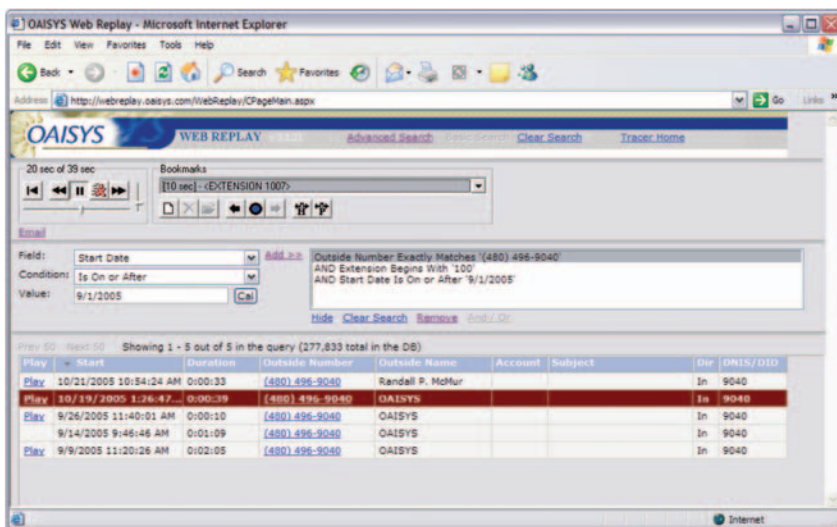 OAISYS Web Replay - Microsoft Internet Explorer
File Edit View Favorites Tools Help
Back Search Favorites
Address http://webreplay.oaisys.com/WebReplay/CPageMain.aspx Go Links »
OAISYS WEB REPLAY Advanced Search Basic Search Clear Search Tracer Home
20 sec of 39 sec Bookmarks
[10 sec] - <EXTENSION 1007>
Email
Field: Start Date Add >> Outside Number Exactly Matches '(480) 496-9040'
Condition: Is On or After AND Extension Begins With '100'
Value: 9/1/2005 Cal AND Start Date Is On or After '9/1/2005'
Hide Clear Search Remove And / Or
Prev 50 Next 50 Showing 1 - 5 out of 5 in the query (277,833 total in the DB)
Play Start Duration Outside Number Outside Name Account Subject Dir DNIS/DID
Play 10/21/2005 10:54:24 AM 0:00:33 (480) 496-9040 Randall P. McMur In 9040
Play 10/19/2005 1:26:47... 0:00:39 (480) 496-9040 OAISYS In 9040
Play 9/26/2005 11:40:01 AM 0:00:10 (480) 496-9040 OAISYS In 9040
9/14/2005 9:46:46 AM 0:01:09 (480) 496-9040 OAISYS In 9040
Play 9/9/2005 11:20:26 AM 0:02:05 (480) 496-9040 OAISYS In 9040
Internet